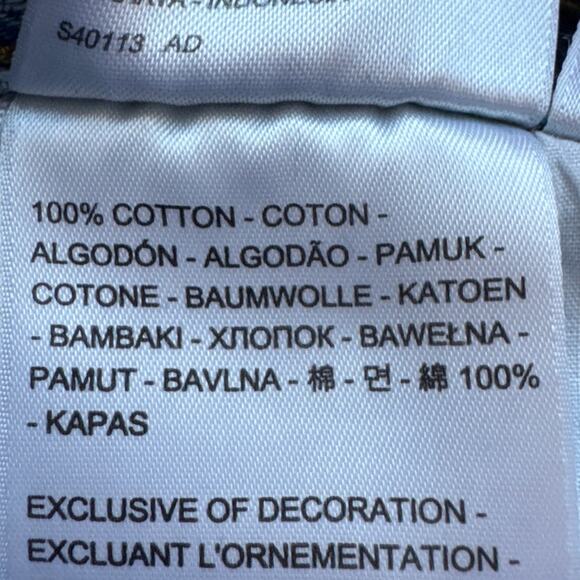 - INDONESIA
S40113 AD
100% COTTON - COTON -
ALGODÓN - ALGODÃO - PAMUK -
COTONE - BAUMWOLLE - KATOEN
- BAMBAKI - ХЛОПОК - BAWEŁNA -
PAMUT - BAVLNA - 棉 - 면 - 綿 100%
- KAPAS
EXCLUSIVE OF DECORATION -
EXCLUANT L'ORNEMENTATION -